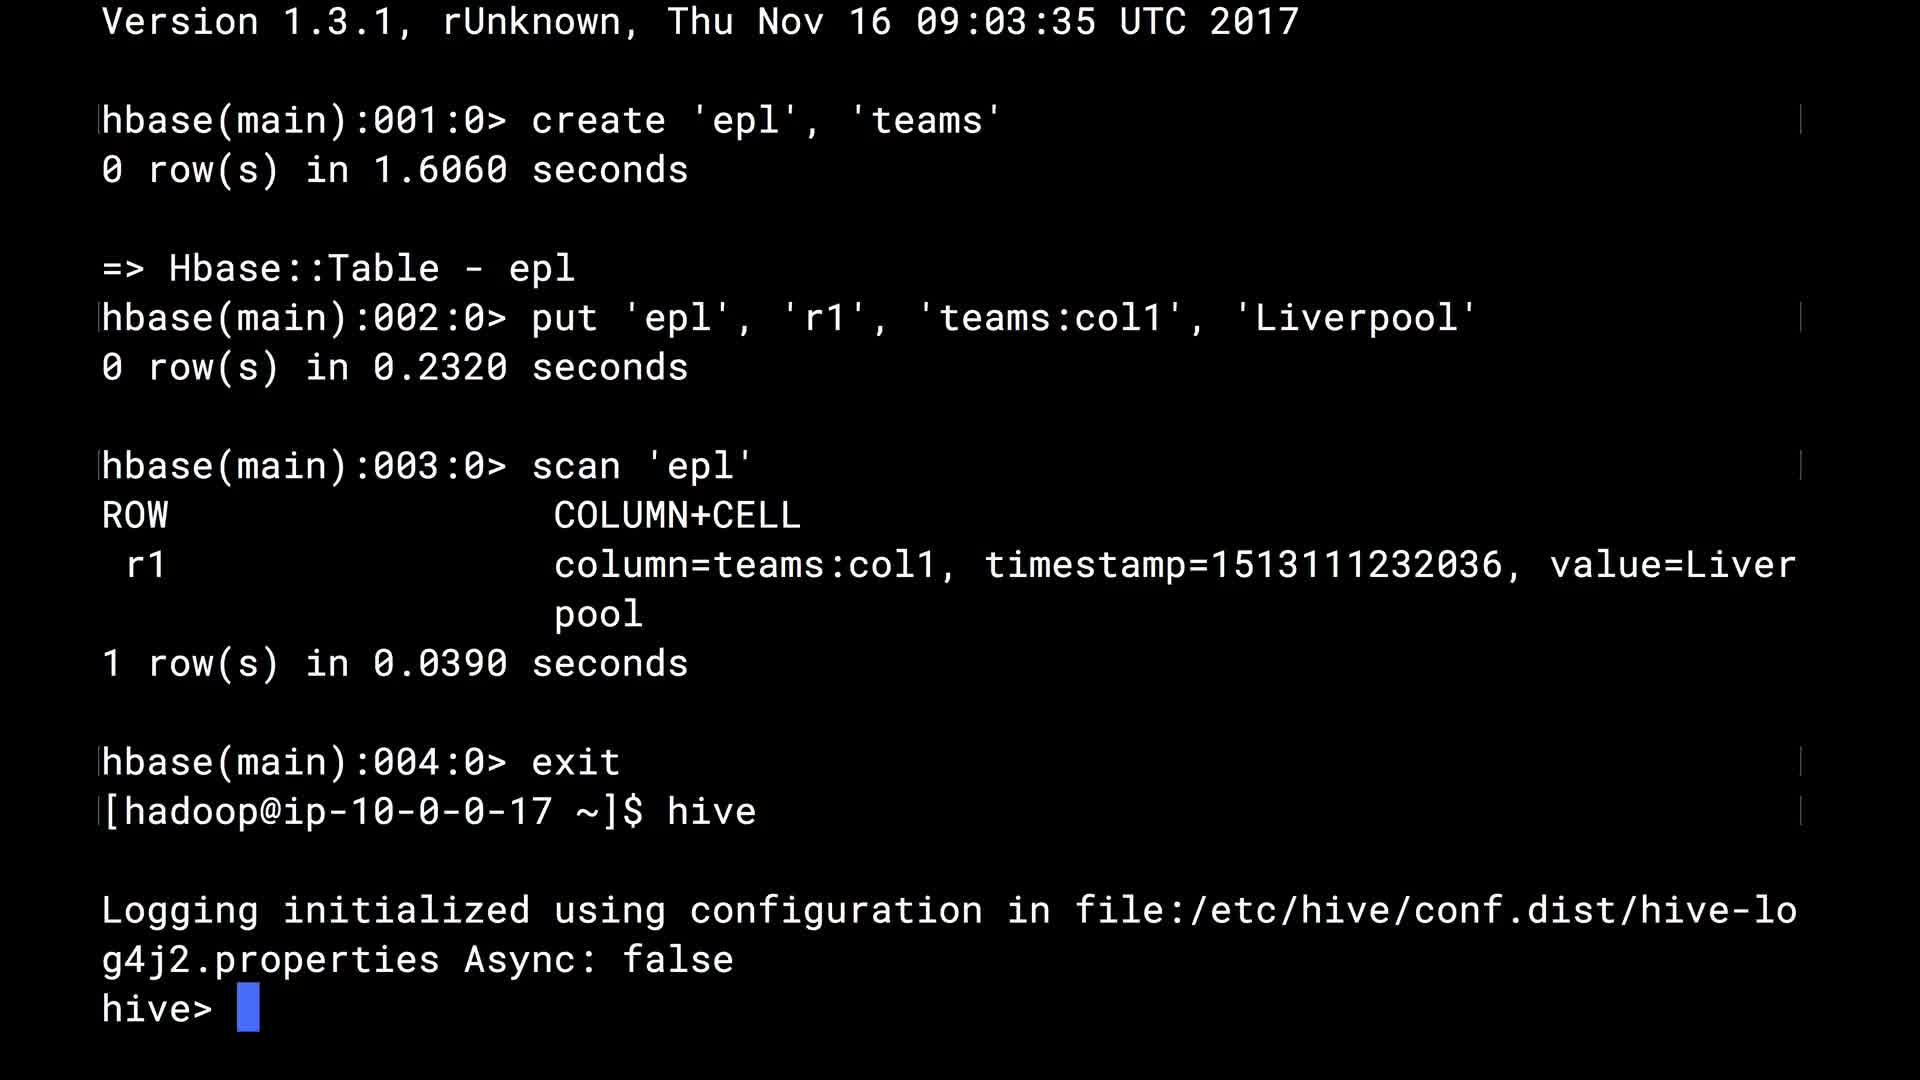 Version 1.3.1, rUnknown, Thu Nov 16 09:03:35 UTC 2017
hbase(main):001:0> create 'epl', 'teams'
0 row(s) in 1.6060 seconds
=> Hbase::Table - epl
hbase(main):002:0> put 'epl', 'r1', 'teams:col1', 'Liverpool'
0 row(s) in 0.2320 seconds
hbase(main):003:0> scan 'epl'
ROW COLUMN+CELL
r1 column=teams:col1, timestamp=1513111232036, value=Liver
pool
1 row(s) in 0.0390 seconds
hbase(main):004:0> exit
[hadoop@ip-10-0-0-17 ~]$ hive
Logging initialized using configuration in file:/etc/hive/conf.dist/hive-lo
g4j2.properties Async: false
hive>